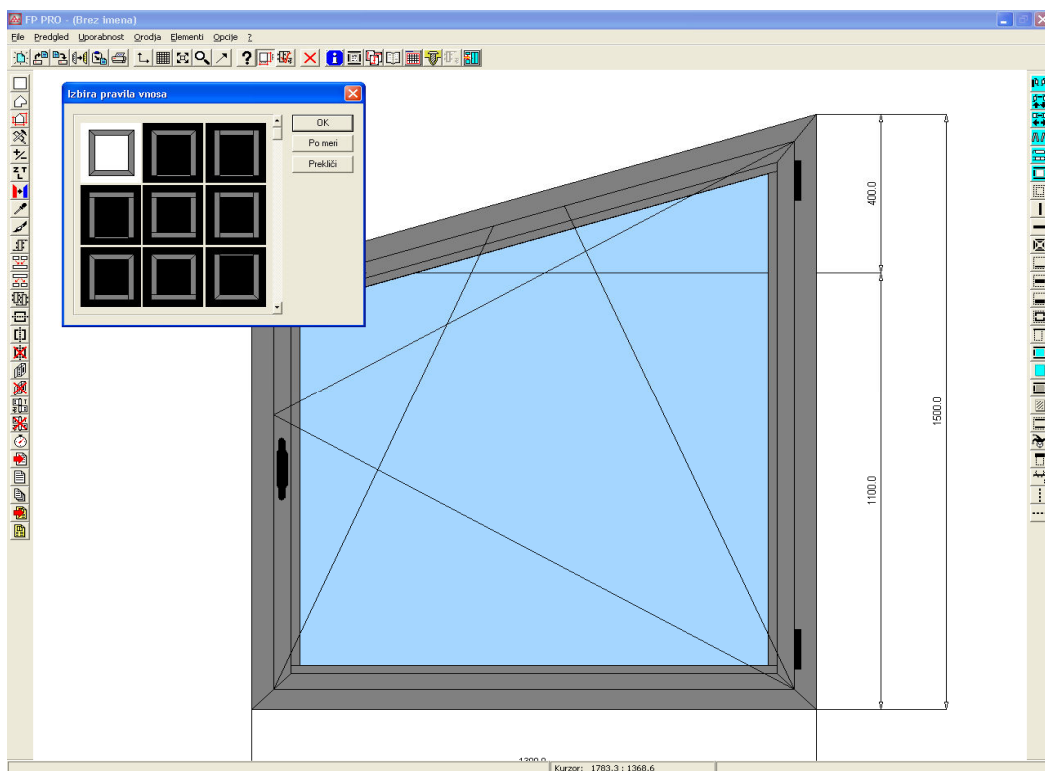 FP PRO - (Brez imena)
File Predgled Uporabnost Orodja Elementi Opcije ?
Izbira pravila vnosa
OK
Po meri
Prekliči
400.0
1100.0
1500.0
Kurzor: 1783.3 : 1368.6